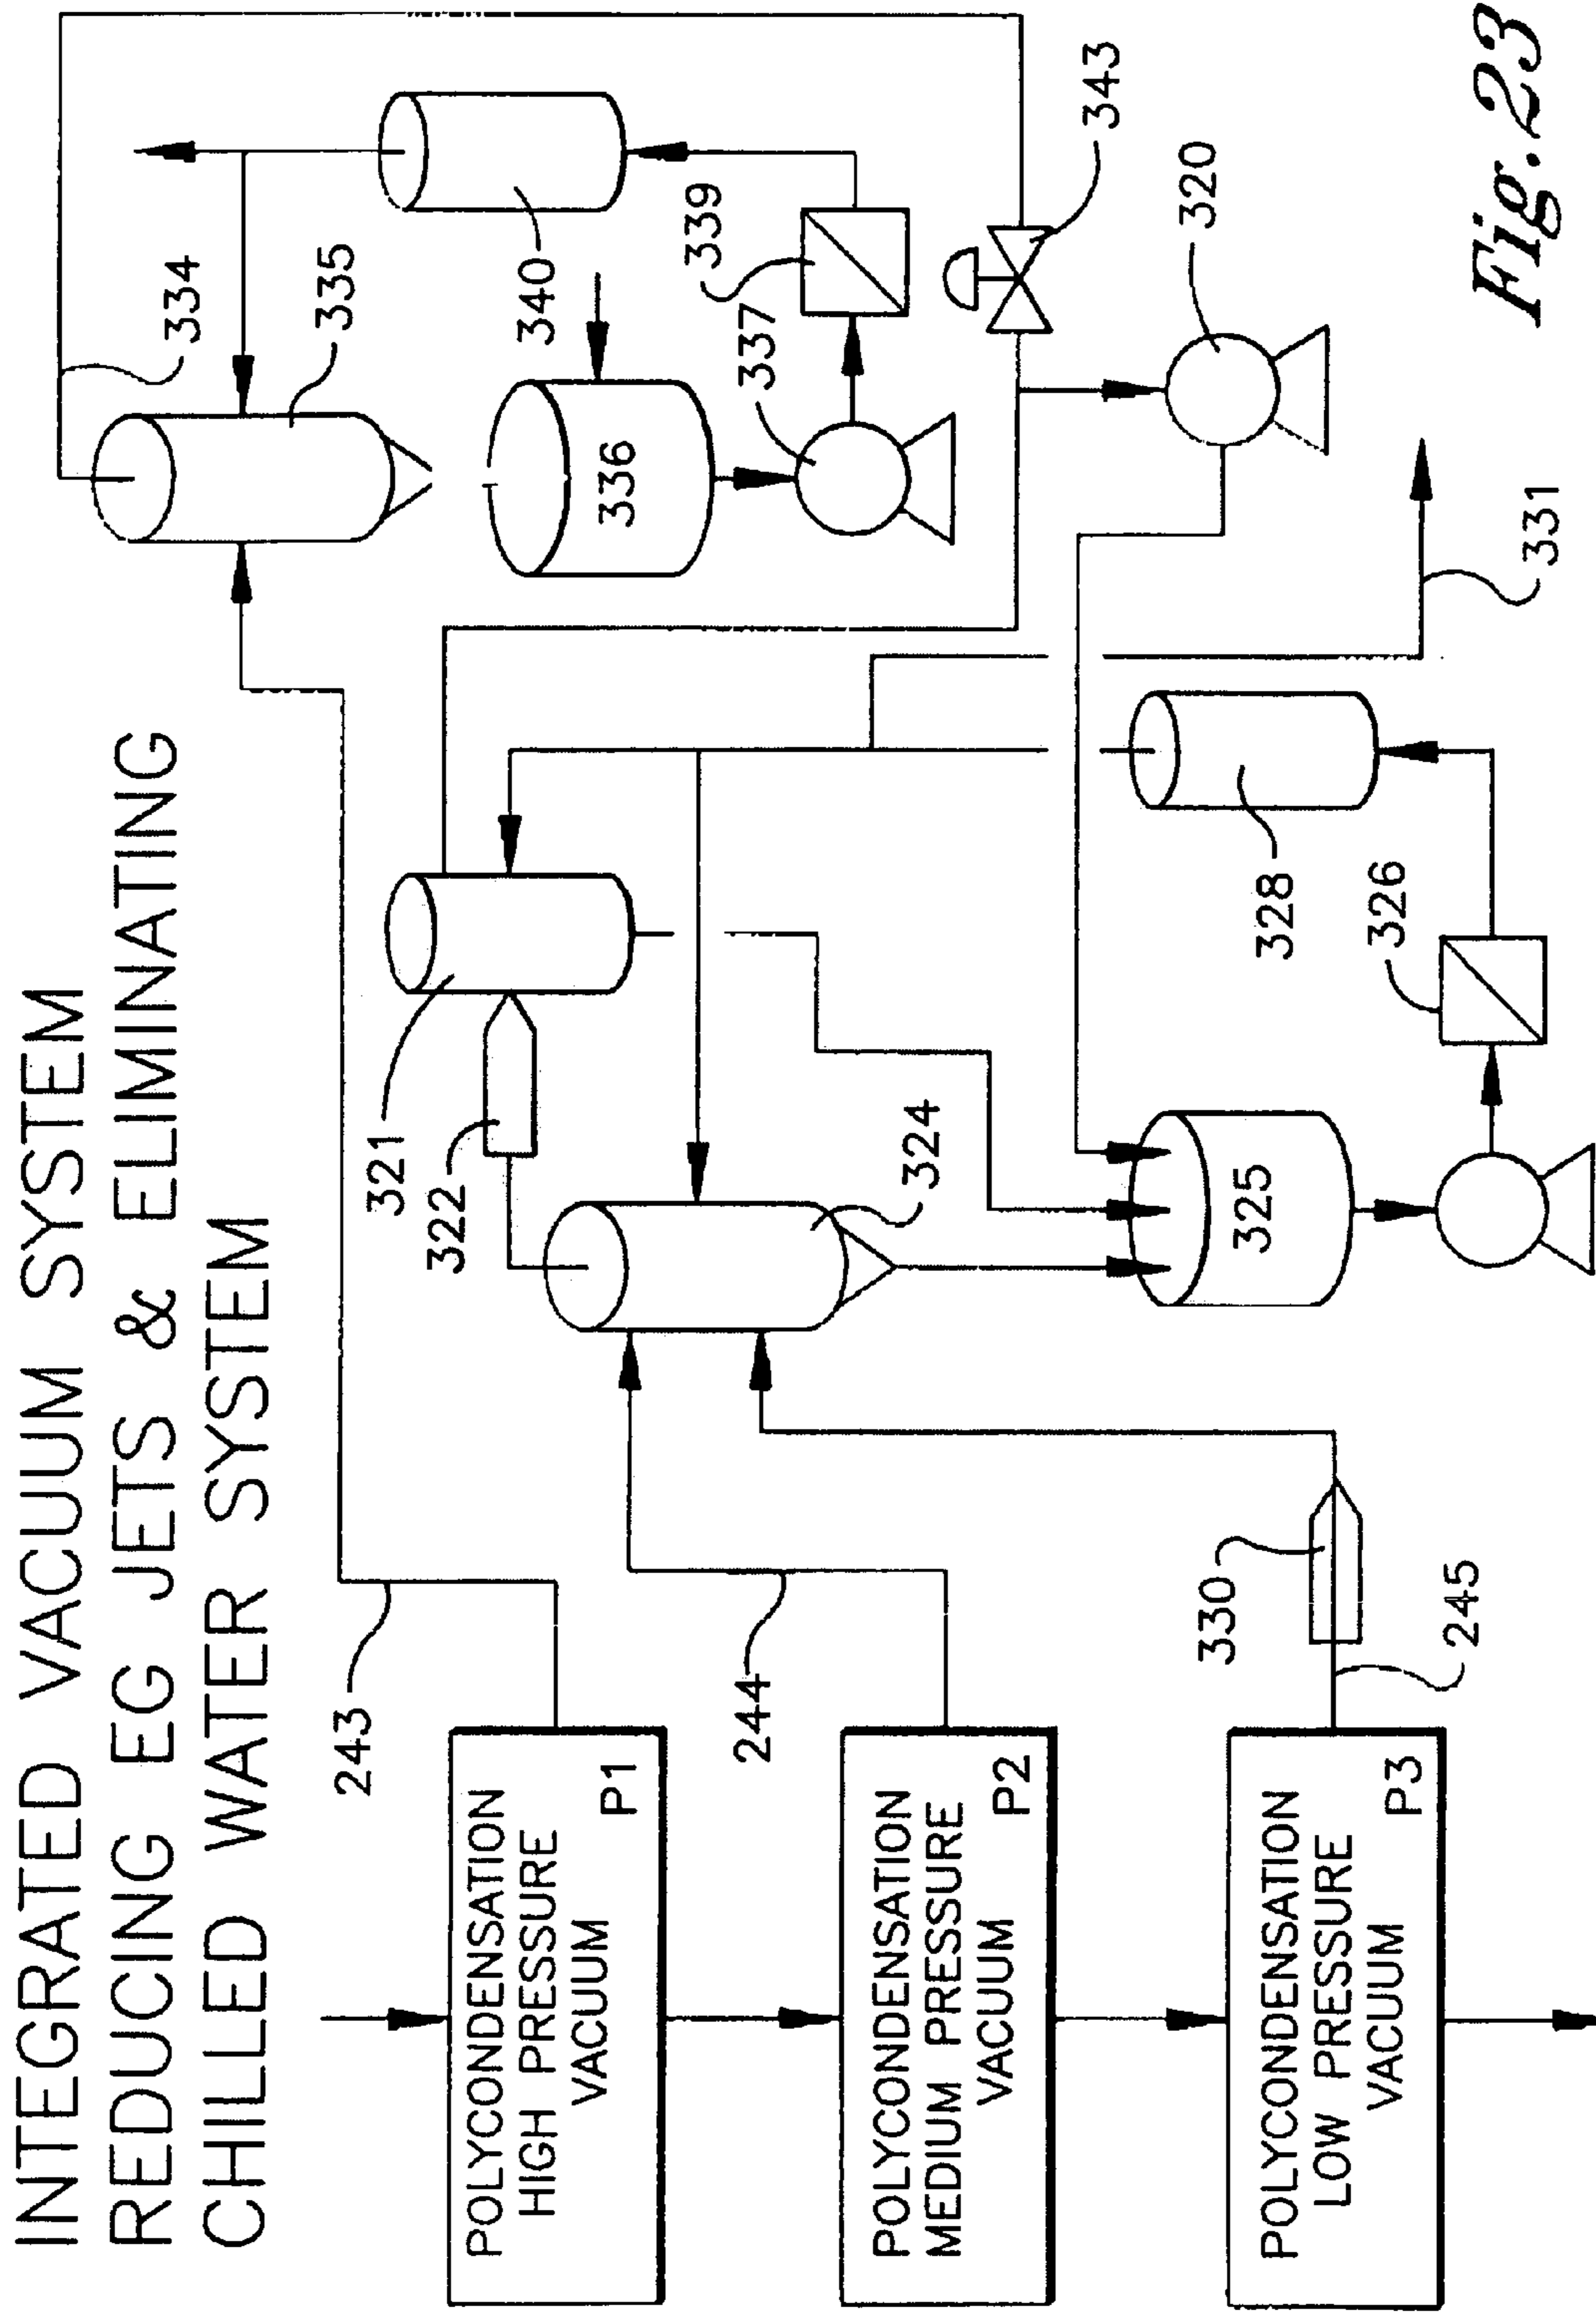 INTEGRATED VACUUM SYSTEM
REDUCING EG JETS & ELIMINATING
CHILLED WATER SYSTEM
334
335
340
339
337
336
343
320
331
321
322
324
325
328
326
243
244
330
245
POLYCONDENSATION
HIGH PRESSURE
VACUUM
P1
POLYCONDENSATION
MEDIUM PRESSURE
VACUUM
P2
POLYCONDENSATION
LOW PRESSURE
VACUUM
P3
Fig.23